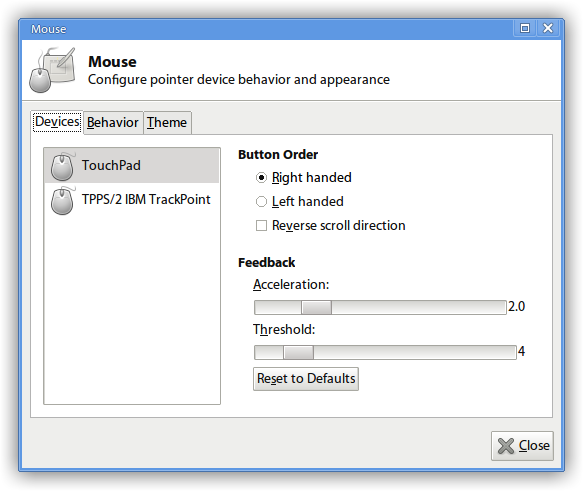 Mouse
Mouse
Configure pointer device behavior and appearance
Devices Behavior Theme
TouchPad
TPPS/2 IBM TrackPoint
Button Order
Right handed
Left handed
Reverse scroll direction
Feedback
Acceleration:
2.0
Threshold:
4
Reset to Defaults
Close